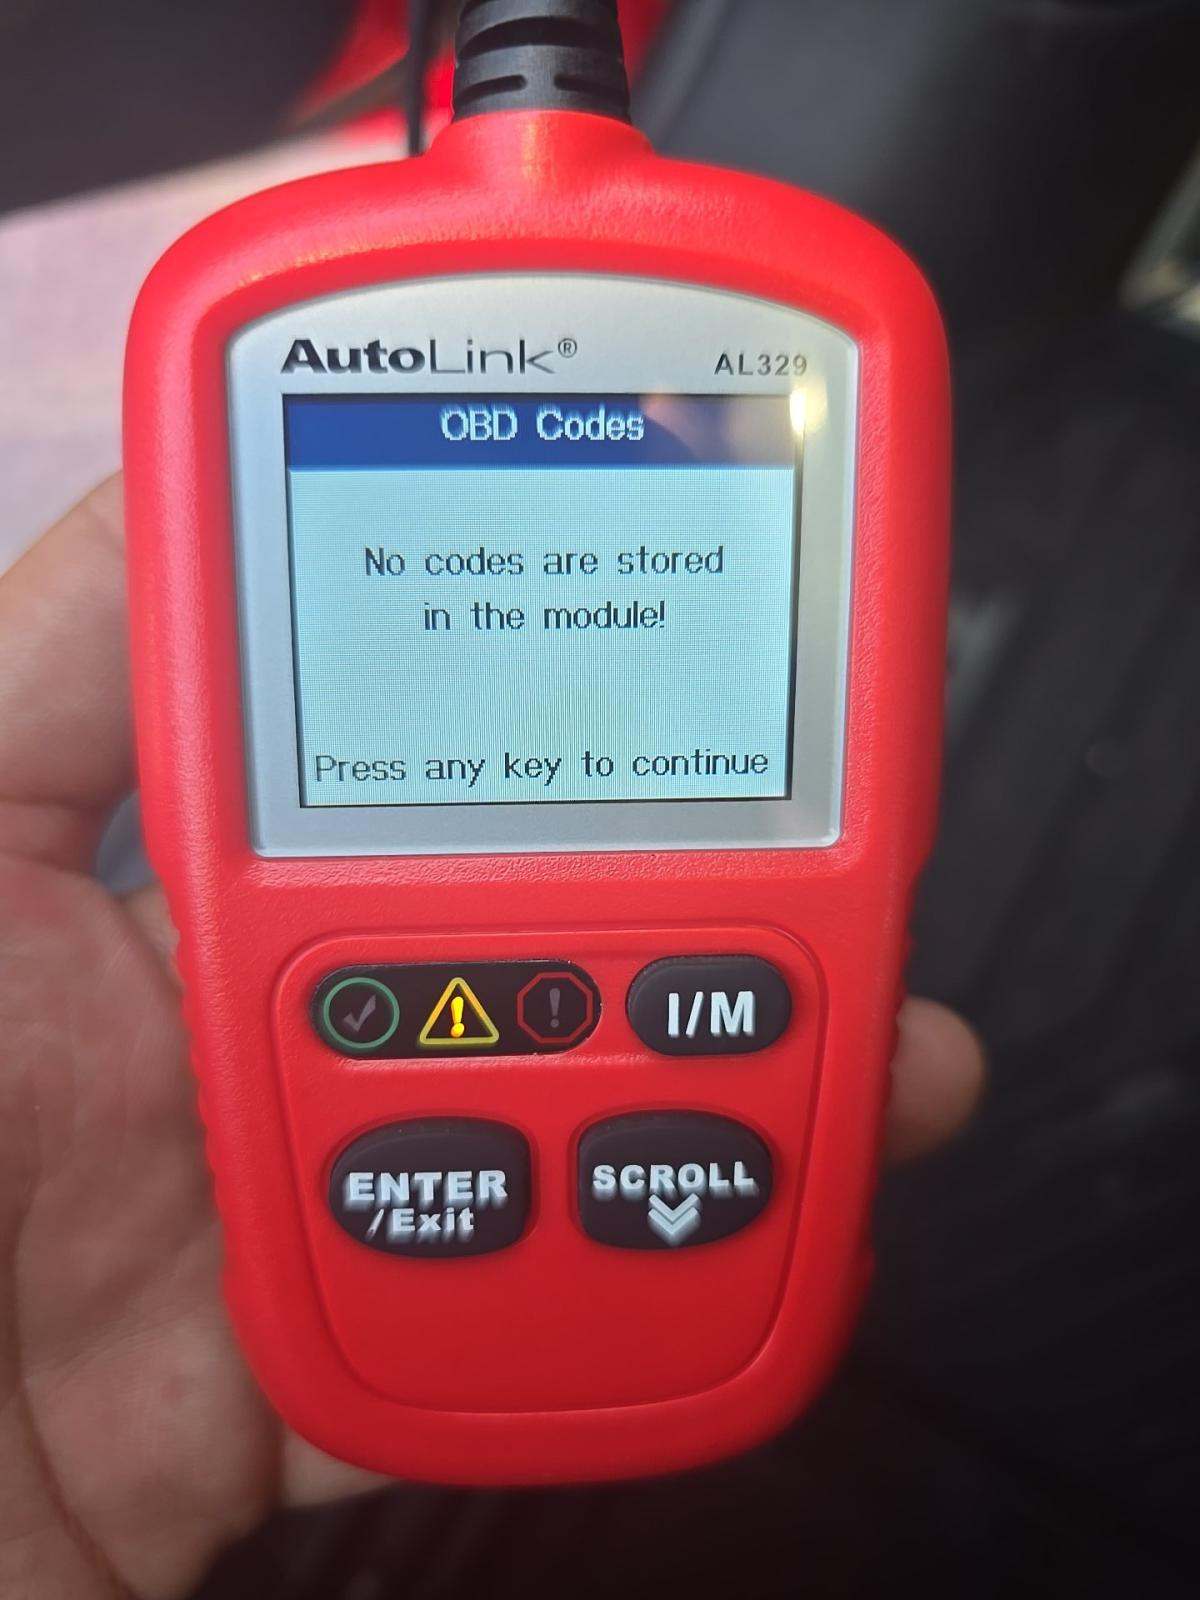 AutoLink®
AL329
OBD Codes
No codes are stored
in the module!
Press any key to continue
I/M
ENTER
/Exit
SCROLL